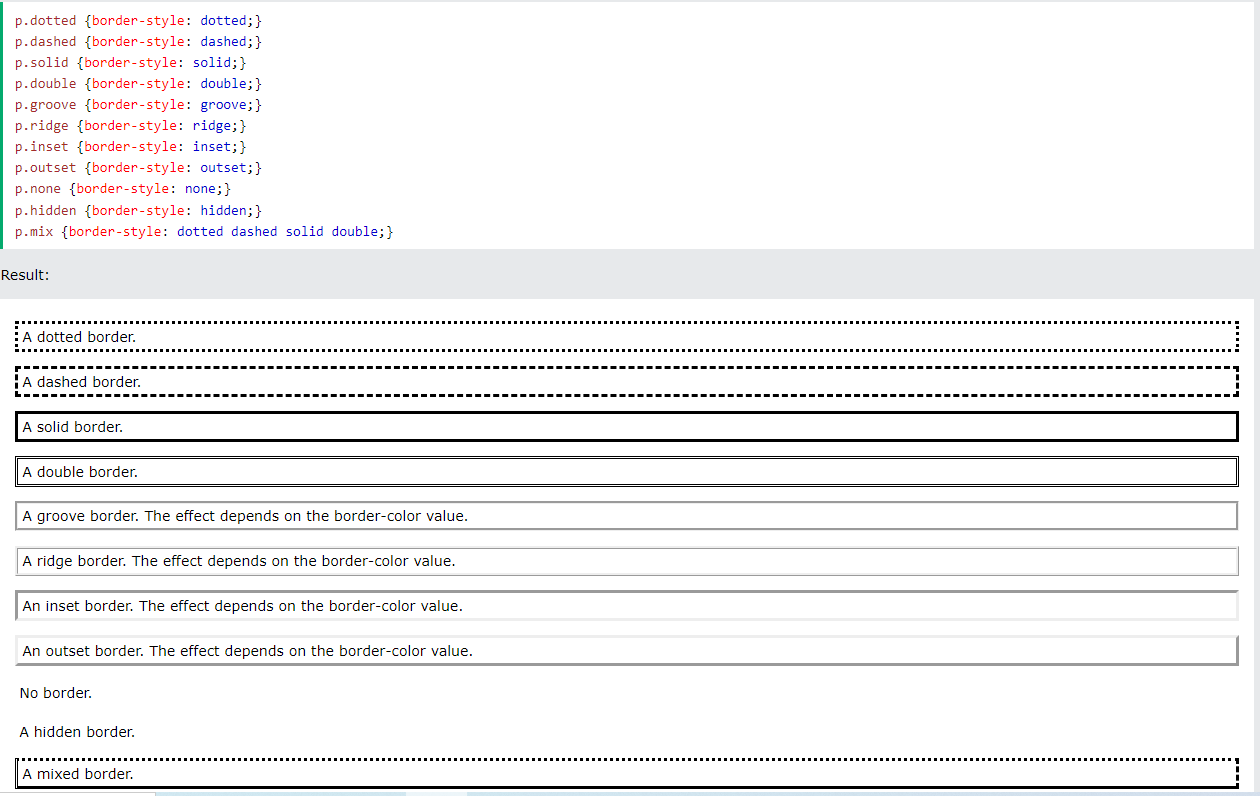 p.dotted {border-style: dotted;}
p.dashed {border-style: dashed;}
p.solid {border-style: solid;}
p.double {border-style: double;}
p.groove {border-style: groove;}
p.ridge {border-style: ridge;}
p.inset {border-style: inset;}
p.outset {border-style: outset;}
p.none {border-style: none;}
p.hidden {border-style: hidden;}
p.mix {border-style: dotted dashed solid double;}
Result:
A dotted border.
A dashed border.
A solid border.
A double border.
A groove border. The effect depends on the border-color value.
A ridge border. The effect depends on the border-color value.
An inset border. The effect depends on the border-color value.
An outset border. The effect depends on the border-color value.
No border.
A hidden border.
A mixed border.